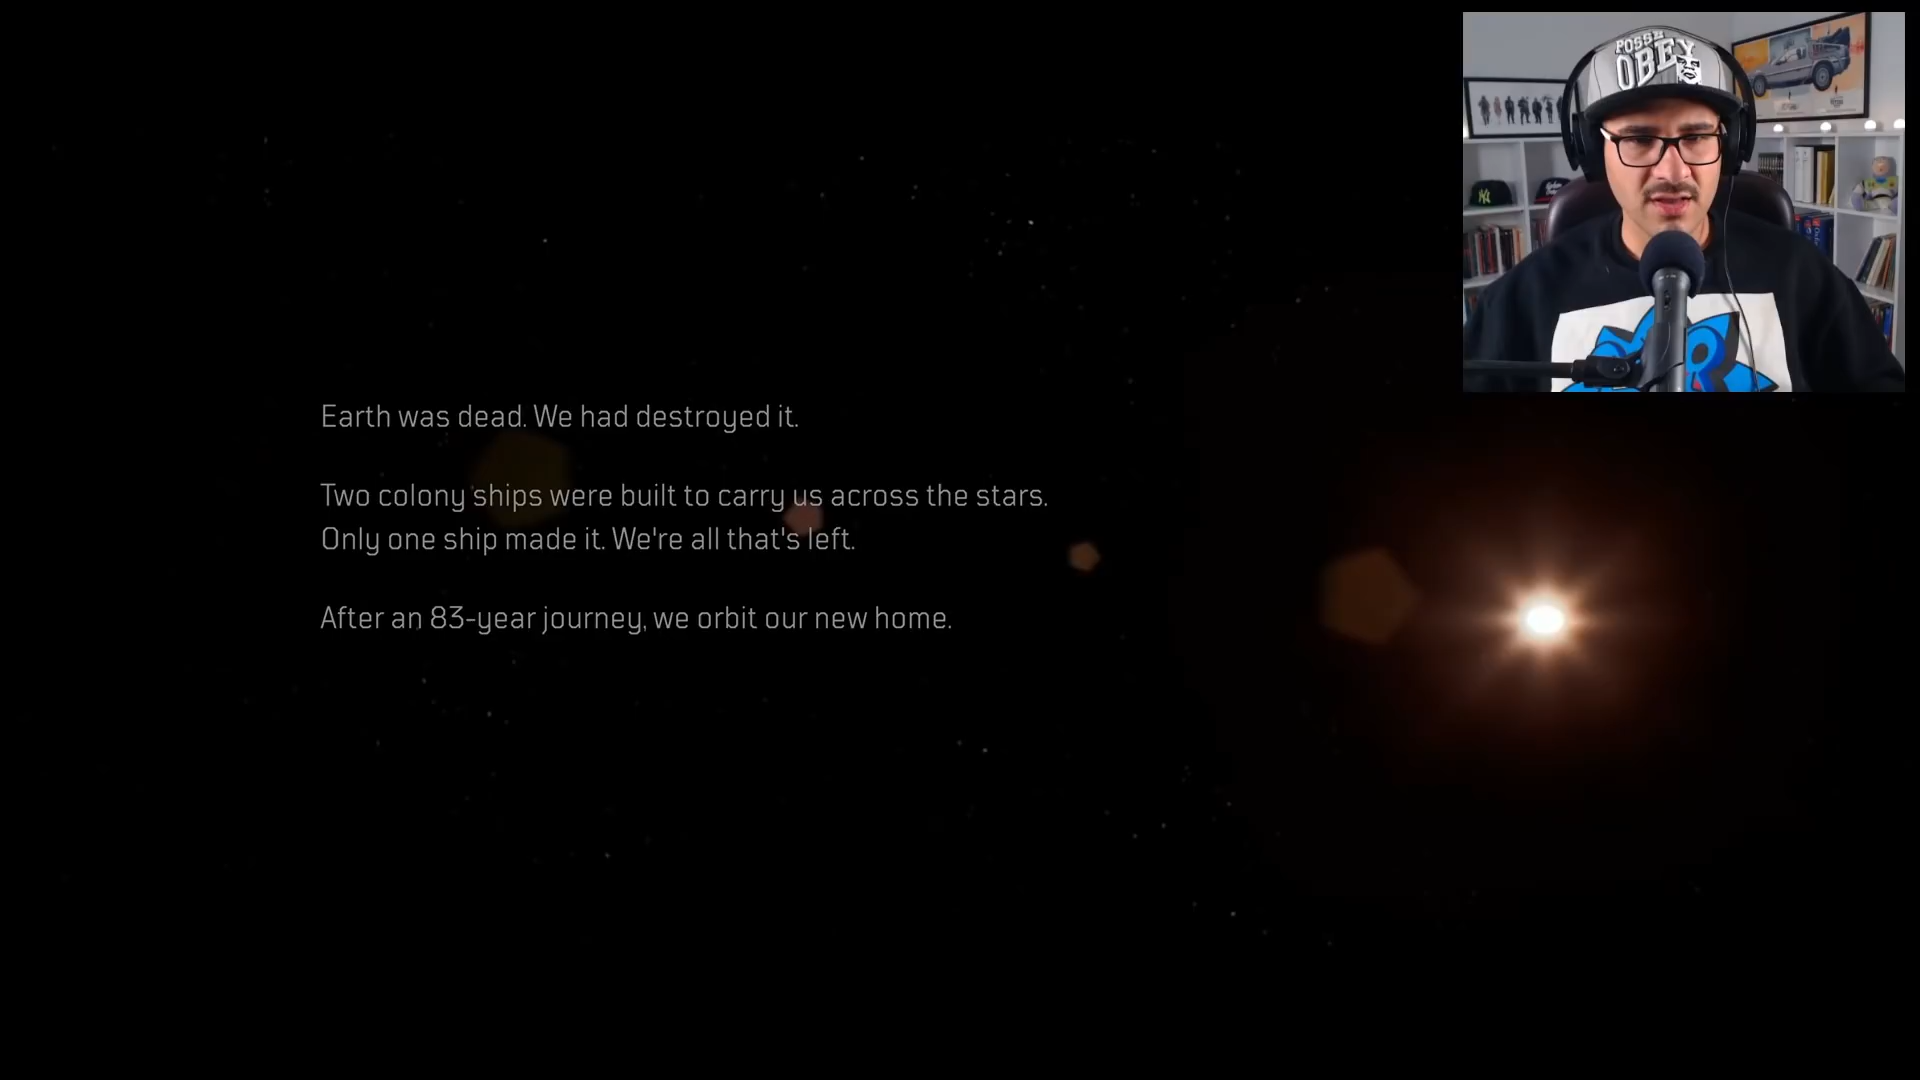 POSSE
OBEY
Earth was dead. We had destroyed it.
Two colony ships were built to carry us across the stars.
Only one ship made it. We're all that's left.
After an 83-year journey, we orbit our new home.